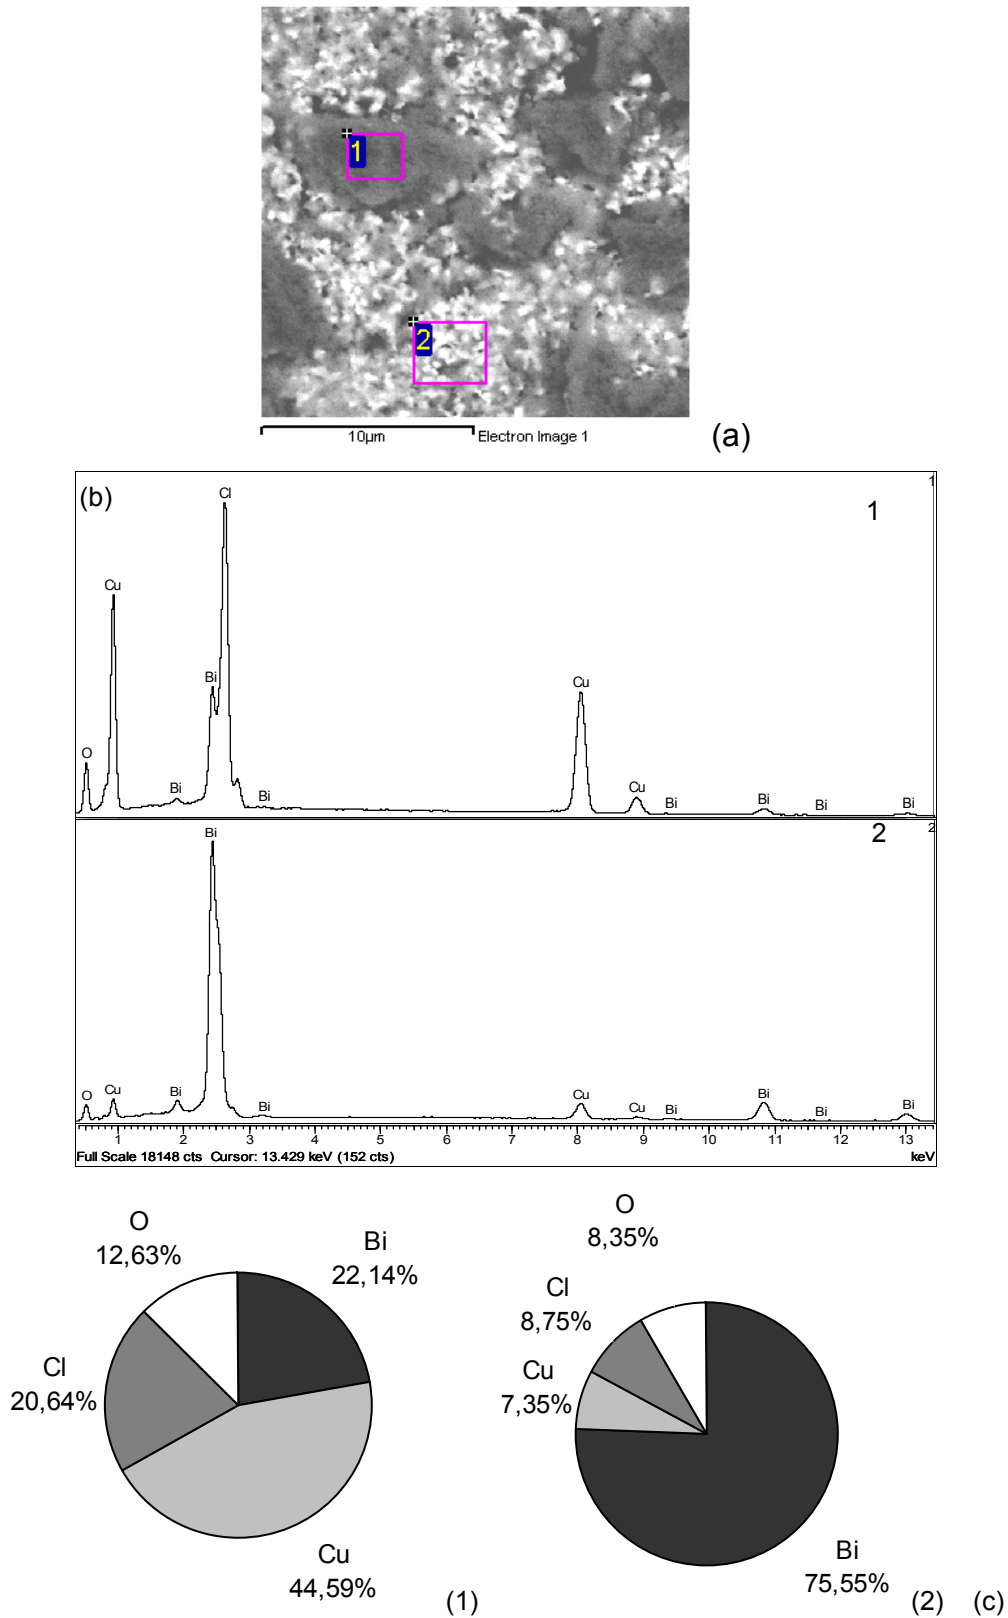 1
2
10µm
Electron Image 1
(a)
(b)
1
1
Cl
Cu
Bi
Cu
O
Bi
Bi
Cu
Bi
Bi
Bi
Bi
2
2
Bi
O
Cu
Bi
Bi
Cu
Cu
Bi
Bi
Bi
Bi
1 2 3 4 5 6 7 8 9 10 11 12 13
Full Scale 18148 cts Cursor: 13.429 keV (152 cts)
keV
O
12,63%
Bi
22,14%
Cl
20,64%
Cu
44,59%
(1)
O
8,35%
Cl
8,75%
Cu
7,35%
Bi
75,55%
(2)
(c)